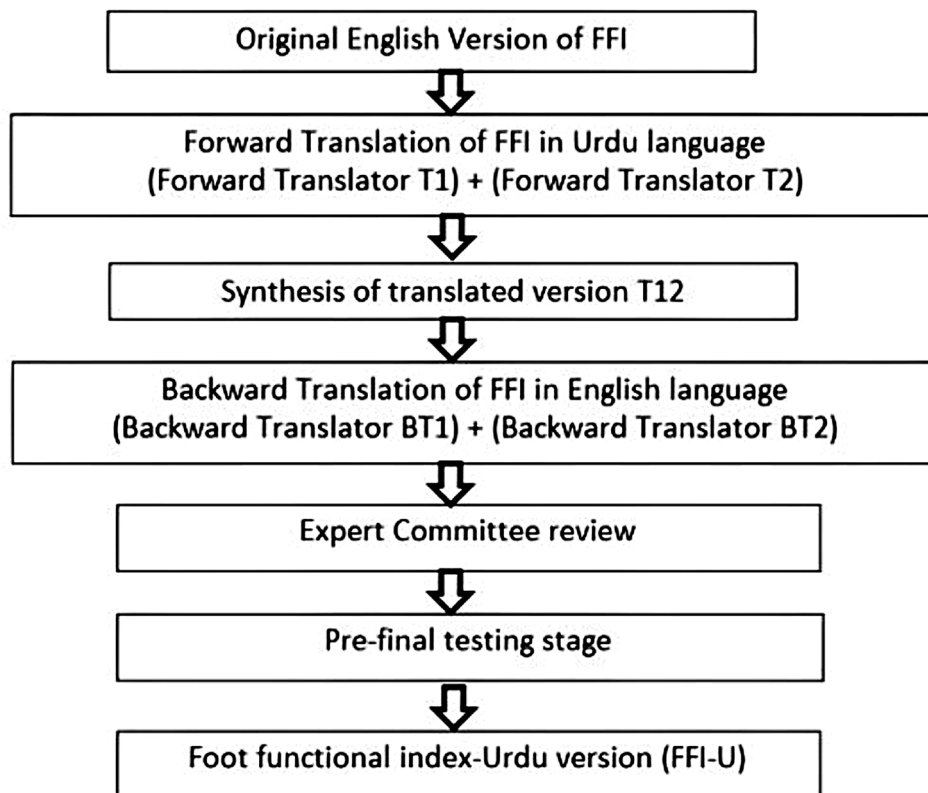 Original English Version of FFI
Forward Translation of FFI in Urdu language
(Forward Translator T1) + (Forward Translator T2)
Synthesis of translated version T12
Backward Translation of FFI in English language
(Backward Translator BT1) + (Backward Translator BT2)
Expert Committee review
Pre-final testing stage
Foot functional index-Urdu version (FFI-U)